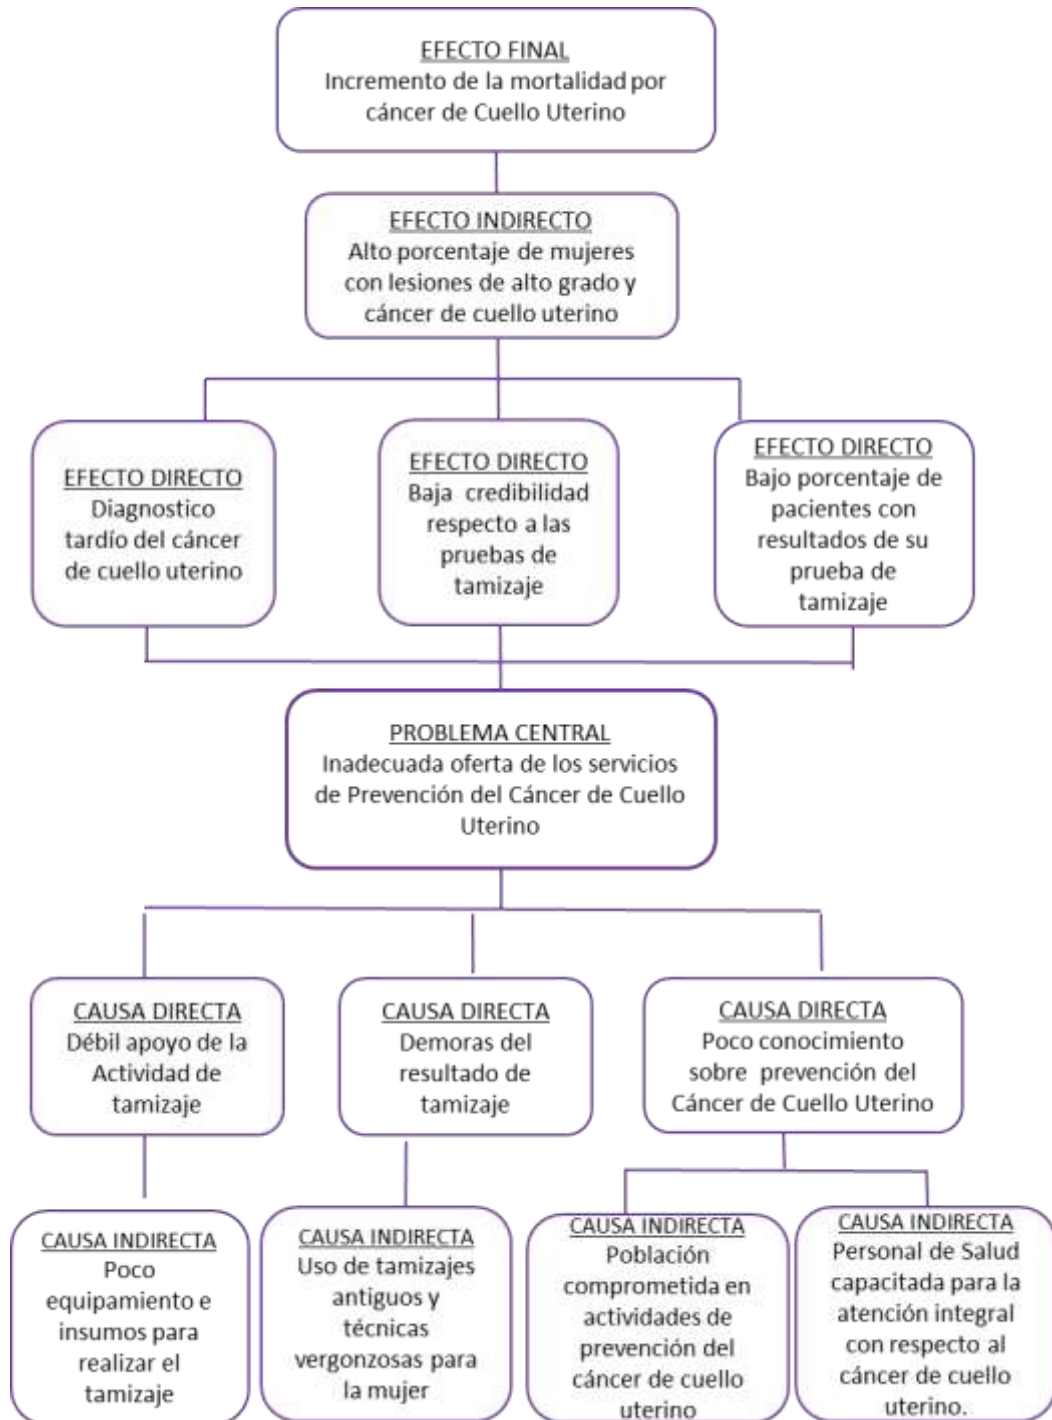 EFECTO FINAL
Incremento de la mortalidad por
cáncer de Cuello Uterino
EFECTO INDIRECTO
Alto porcentaje de mujeres
con lesiones de alto grado y
cáncer de cuello uterino
EFECTO DIRECTO
Diagnostico
tardío del cáncer
de cuello uterino
EFECTO DIRECTO
Baja credibilidad
respecto a las
pruebas de
tamizaje
EFECTO DIRECTO
Bajo porcentaje de
pacientes con
resultados de su
prueba de
tamizaje
PROBLEMA CENTRAL
Inadecuada oferta de los servicios
de Prevención del Cáncer de Cuello
Uterino
CAUSA DIRECTA
Débil apoyo de la
Actividad de
tamizaje
CAUSA DIRECTA
Demoras del
resultado de
tamizaje
CAUSA DIRECTA
Poco conocimiento
sobre prevención del
Cáncer de Cuello Uterino
CAUSA INDIRECTA
Poco
equipamiento e
insumos para
realizar el
tamizaje
CAUSA INDIRECTA
Uso de tamizajes
antiguos y
técnicas
vergonzosas para
la mujer
CAUSA INDIRECTA
Población
comprometida en
actividades de
prevención del
cáncer de cuello
uterino
CAUSA INDIRECTA
Personal de Salud
capacitada para la
atención integral
con respecto al
cáncer de cuello
uterino.